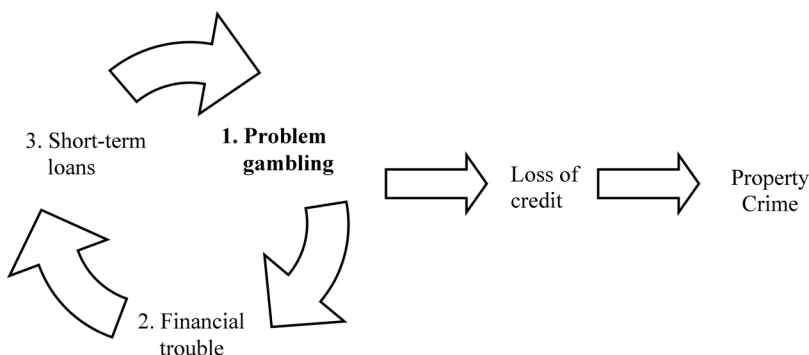 3. Short-term
loans
1. Problem
gambling
Loss of
credit
Property
Crime
2. Financial
trouble